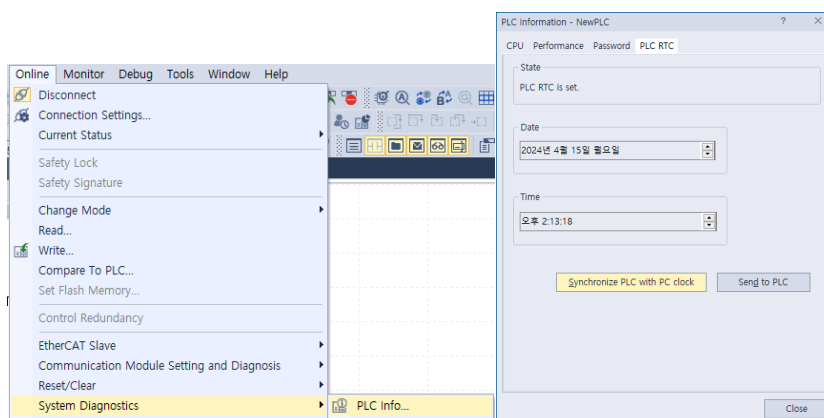 Online Monitor Debug Tools Window Help
Disconnect
Connection Settings...
Current Status
Safety Lock
Safety Signature
Change Mode
Read...
Write...
Compare To PLC...
Set Flash Memory...
Control Redundancy
EtherCAT Slave
Communication Module Setting and Diagnosis
Reset/Clear
System Diagnostics
PLC Info...
PLC Information - NewPLC
CPU Performance Password PLC RTC
State
PLC RTC is set.
Date
2024년 4월 15일 월요일
Time
오후 2:13:18
Synchronize PLC with PC clock
Send to PLC
Close